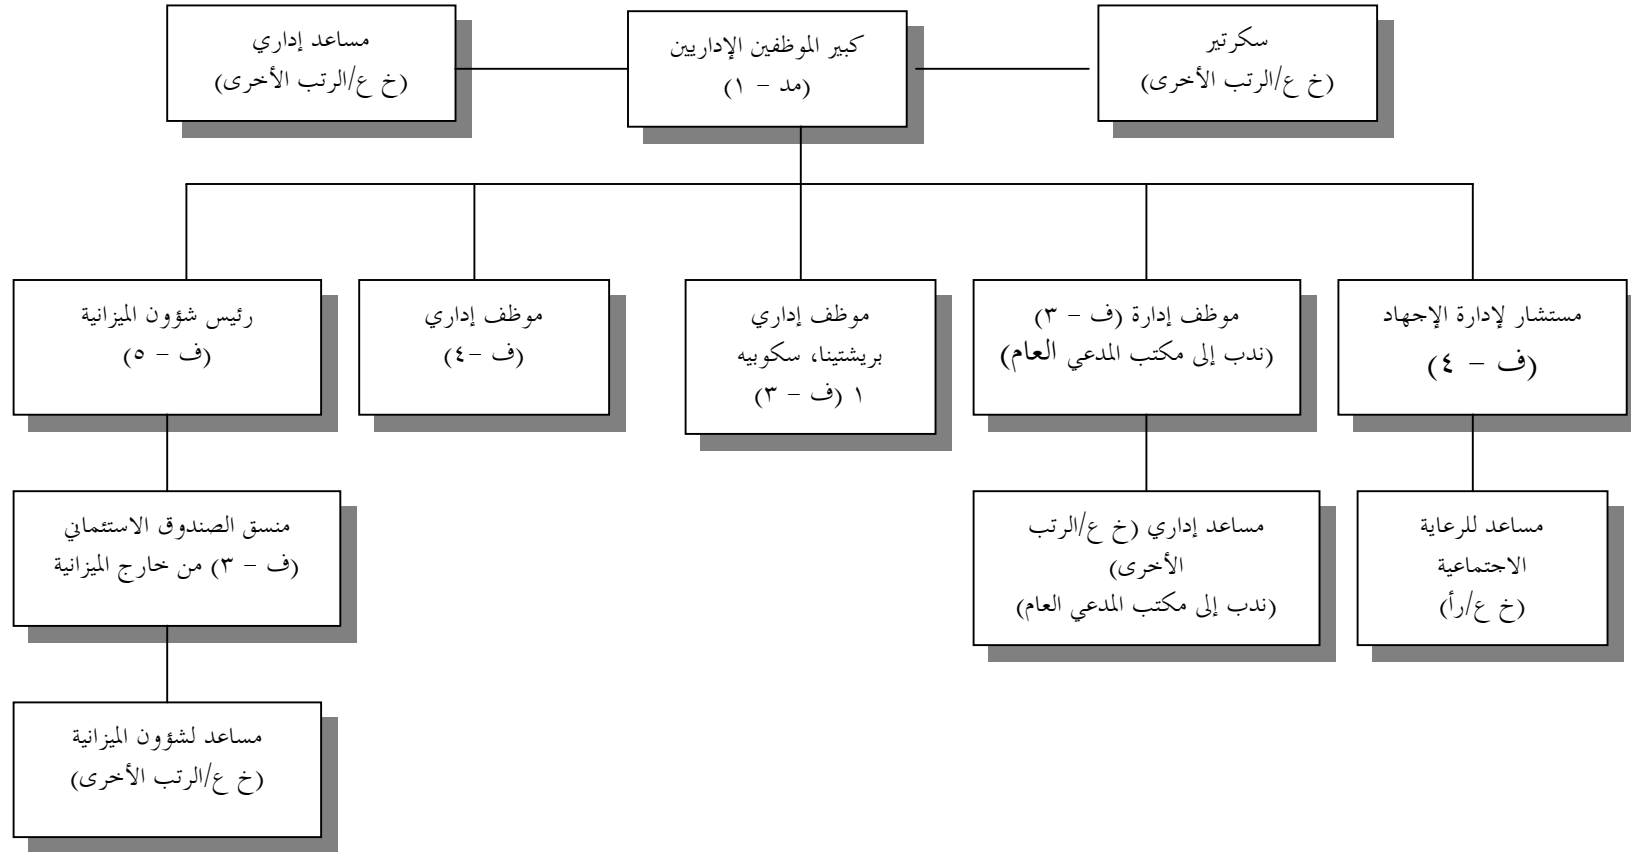 سكرتير
(خ ع/الرتب الأخرى)
كبير الموظفين الإداريين
(مد - ١)
مساعد إداري
(خ ع/الرتب الأخرى)
مستشار لإدارة الإجهاد
(ف - ٤)
موظف إدارة (ف - ٣)
(ندب إلى مكتب المدعي العام)
موظف إداري
بريشتينا، سكوبيه
١ (ف - ٣)
موظف إداري
(ف -٤)
رئيس شؤون الميزانية
(ف - ٥)
مساعد للرعاية
الاجتماعية
(خ ع/رأ)
مساعد إداري (خ ع/الرتب
الأخرى)
(ندب إلى مكتب المدعي العام)
منسق الصندوق الاستئماني
(ف - ٣) من خارج الميزانية
مساعد لشؤون الميزانية
(خ ع/الرتب الأخرى)